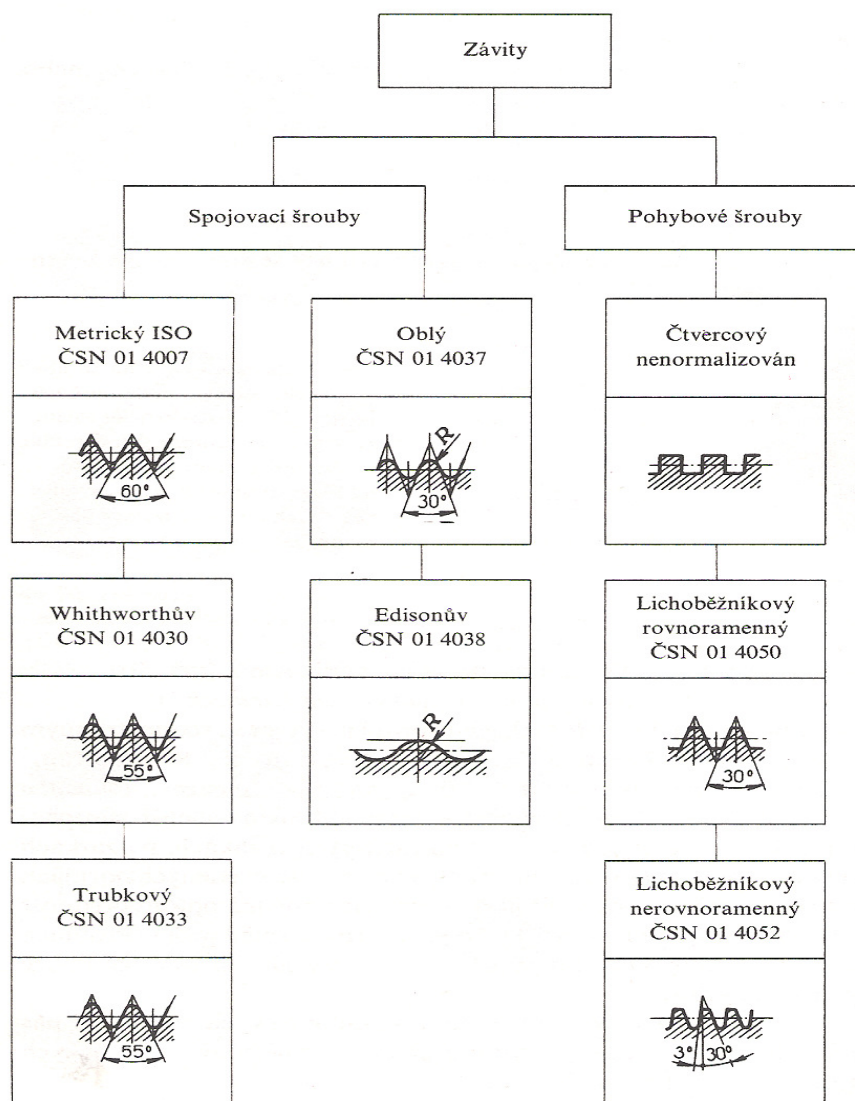 Závity
Spojovací šrouby
Pohybové šrouby
Metrický ISO
ČSN 01 4007
60°
Oblý
ČSN 01 4037
R
30°
Čtvercový
nenormalizován
Whithworthův
ČSN 01 4030
55°
Edisonův
ČSN 01 4038
R
Lichoběžníkový
rovnoramenný
ČSN 01 4050
30°
Trubkový
ČSN 01 4033
55°
Lichoběžníkový
nerovnoramenný
ČSN 01 4052
3° 30°